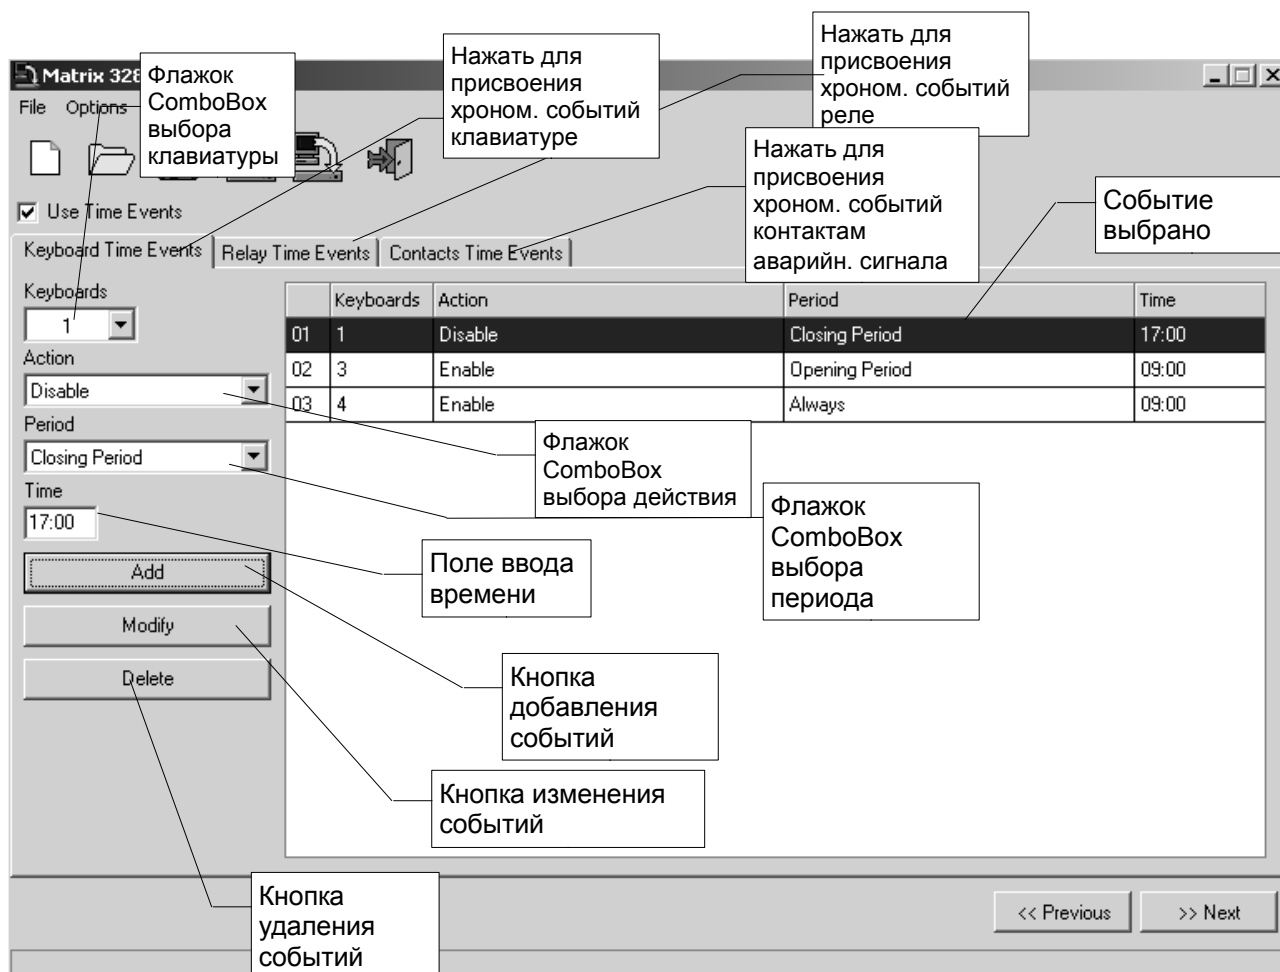 Matrix 328
File Options
Флажок
ComboBox
выбора
клавиатуры
Нажать для
присвоения
хроном. событий
клавиатуре
Нажать для
присвоения
хроном. событий
реле
Нажать для
присвоения
хроном. событий
контактам
аварийн. сигнала
Событие
выбрано
Use Time Events
Keyboard Time Events Relay Time Events Contacts Time Events
Keyboards
1
Action
Disable
Period
Closing Period
Time
17:00
Add
Modify
Delete
Keyboards Action Period Time
01 1 Disable Closing Period 17:00
02 3 Enable Opening Period 09:00
03 4 Enable Always 09:00
Флажок
ComboBox
выбора действия
Флажок
ComboBox
выбора
периода
Поле ввода
времени
Кнопка
добавления
событий
Кнопка изменения
событий
Кнопка
удаления
событий
<< Previous >> Next